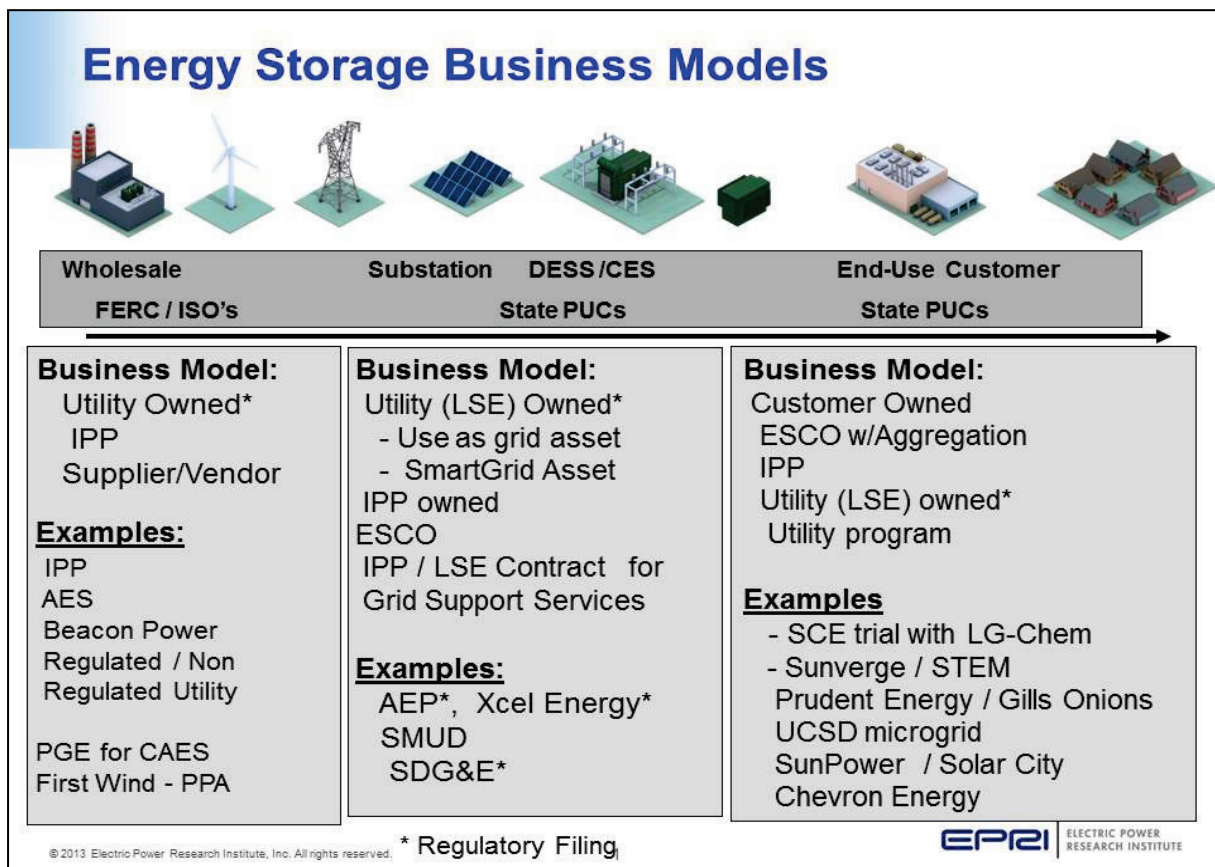 Energy Storage Business Models
Wholesale Substation DESS/CES End-Use Customer
FERC / ISO's State PUCs State PUCs
Business Model:
Utility Owned*
IPP
Supplier/Vendor
Examples:
IPP
AES
Beacon Power
Regulated / Non
Regulated Utility
PGE for CAES
First Wind - PPA
Business Model:
Utility (LSE) Owned*
- Use as grid asset
- SmartGrid Asset
IPP owned
ESCO
IPP / LSE Contract for
Grid Support Services
Examples:
AEP*, Xcel Energy*
SMUD
SDG&E*
Business Model:
Customer Owned
ESCO w/Aggregation
IPP
Utility (LSE) owned*
Utility program
Examples
- SCE trial with LG-Chem
- Sunverge / STEM
Prudent Energy / Gills Onions
UCSD microgrid
SunPower / Solar City
Chevron Energy
© 2013 Electric Power Research Institute, Inc. All rights reserved.
* Regulatory Filing
EPRI
ELECTRIC POWER
RESEARCH INSTITUTE